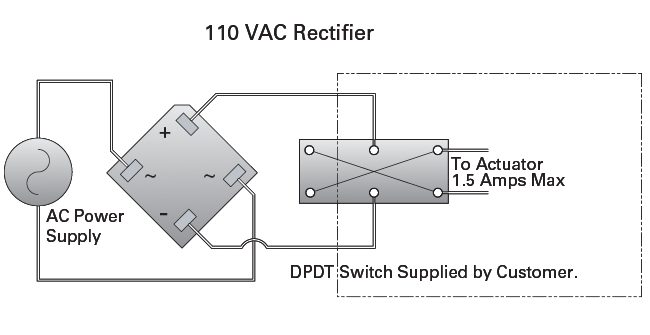 110 VAC Rectifier
+
~
~
-
To Actuator
1.5 Amps Max
AC Power
Supply
DPDT Switch Supplied by Customer.